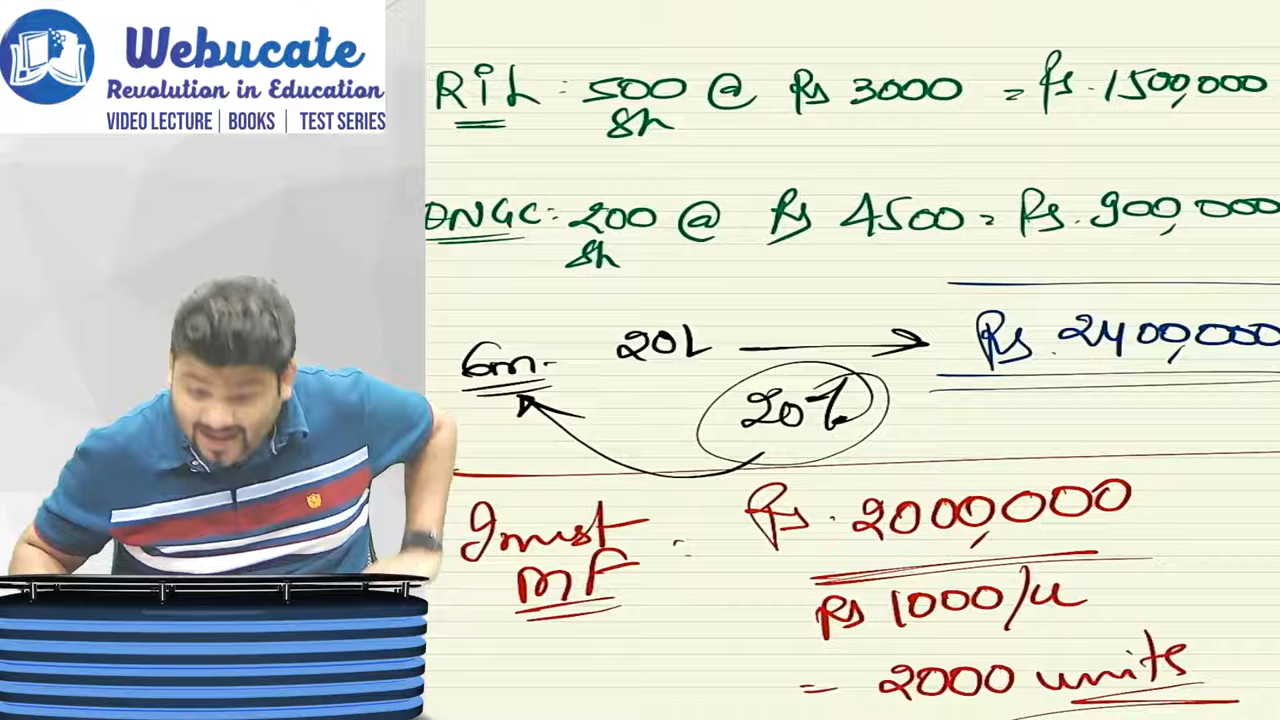 Webucate
Revolution in Education
VIDEO LECTURE | BOOKS | TEST SERIES
RIL : 500 @ Rs 3000 = Rs. 1500,000
Sh
ONGC: 200 @ Rs 4500 = Rs. 900,000
Sh
6m. 20L → Rs. 2400,000
20%
Invest : Rs. 2000,000
MF
Rs 1000/u
= 2000 units